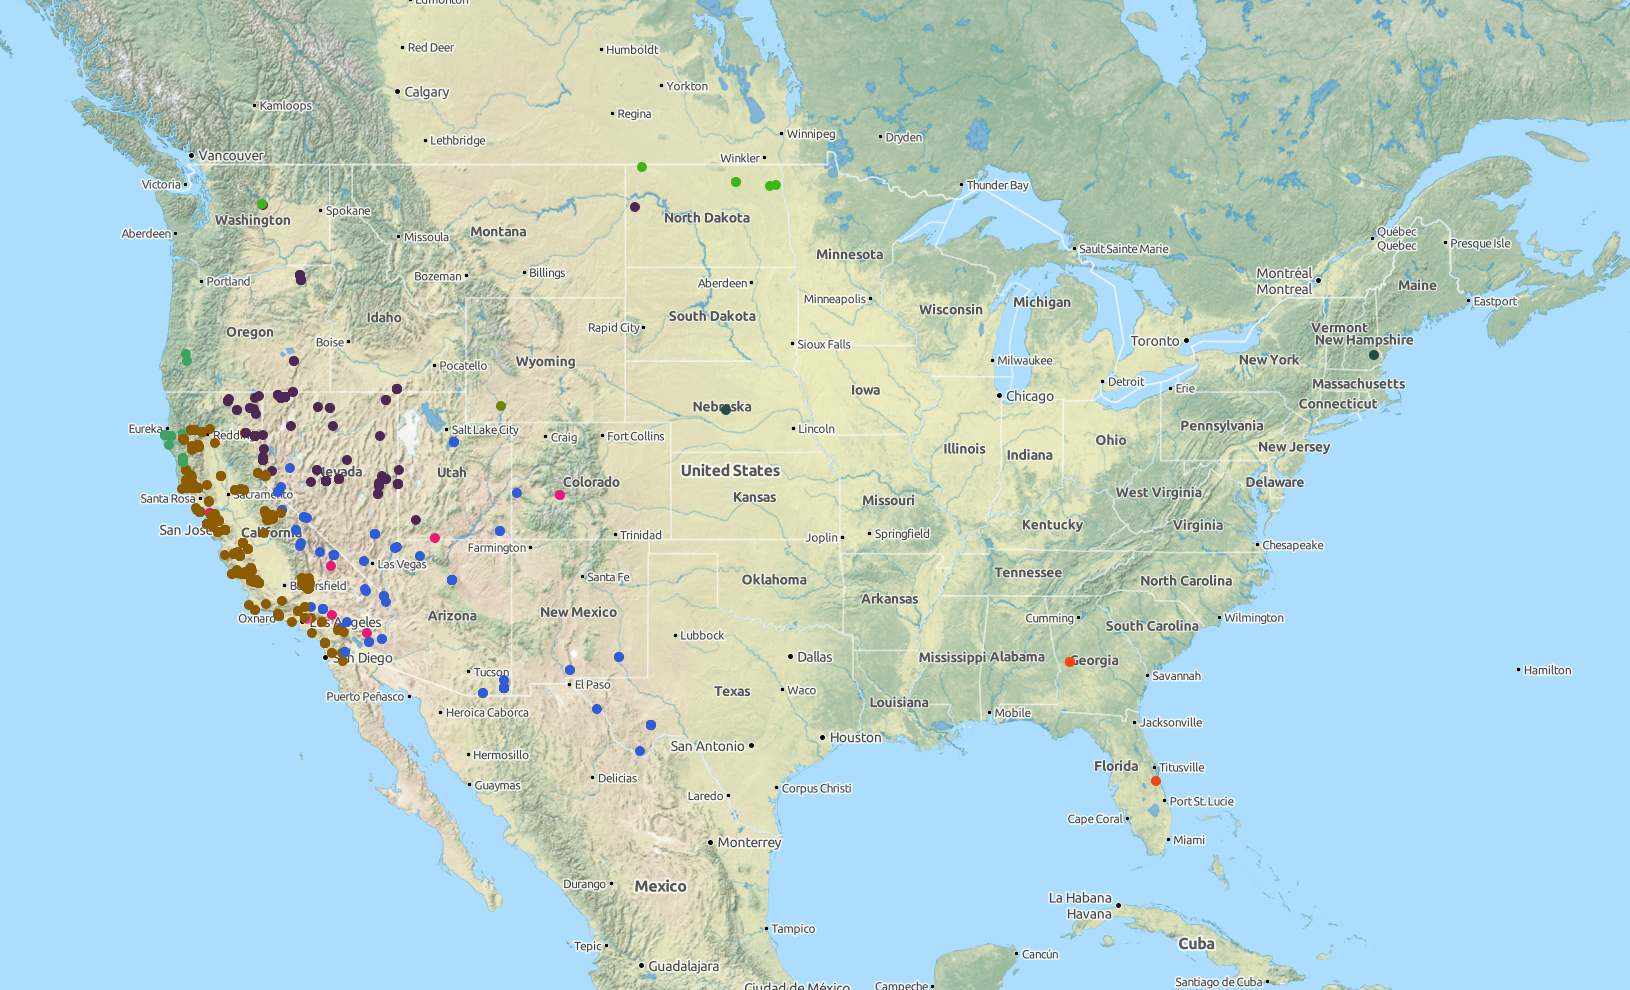 Edmonton
Red Deer
Humboldt
Yorkton
Calgary
Kamloops
Regina
Winnipeg
Dryden
Lethbridge
Vancouver
Winkler
Victoria
Thunder Bay
Spokane
Washington
North Dakota
Aberdeen
Missoula
Montana
Québec
Quebec
Presque Isle
Sault Sainte Marie
Minnesota
Portland
Bozeman
Billings
Aberdeen
Montréal
Montreal
Maine
Minneapolis
Wisconsin
Michigan
Eastport
Idaho
South Dakota
Oregon
Rapid City
Vermont
New Hampshire
Boise
Sioux Falls
Toronto
Pocatello
Wyoming
Milwaukee
New York
Iowa
Detroit
Erie
Massachusetts
Chicago
Connecticut
Nebraska
Eureka
Salt Lake City
Craig
Fort Collins
Lincoln
Pennsylvania
Illinois
Indiana
Ohio
New Jersey
Nevada
Utah
United States
Colorado
Delaware
Santa Rosa
Sacramento
Kansas
Missouri
West Virginia
San Jose
California
Kentucky
Virginia
Farmington
Trinidad
Joplin
Springfield
Chesapeake
Las Vegas
Bakersfield
Santa Fe
Oklahoma
Tennessee
North Carolina
Arkansas
Oxnard
Los Angeles
Arizona
New Mexico
Cumming
South Carolina
Wilmington
Lubbock
San Diego
Dallas
Mississippi
Alabama
Georgia
Hamilton
Tucson
El Paso
Texas
Waco
Savannah
Puerto Peñasco
Heroica Caborca
Louisiana
Mobile
Jacksonville
San Antonio
Houston
Hermosillo
Florida
Titusville
Guaymas
Delicias
Laredo
Corpus Christi
Port St. Lucie
Cape Coral
Monterrey
Miami
Durango
Mexico
La Habana
Havana
Tampico
Tepic
Cuba
Cancún
Guadalajara
Santiago de Cuba
Ciudad de México
Campeche